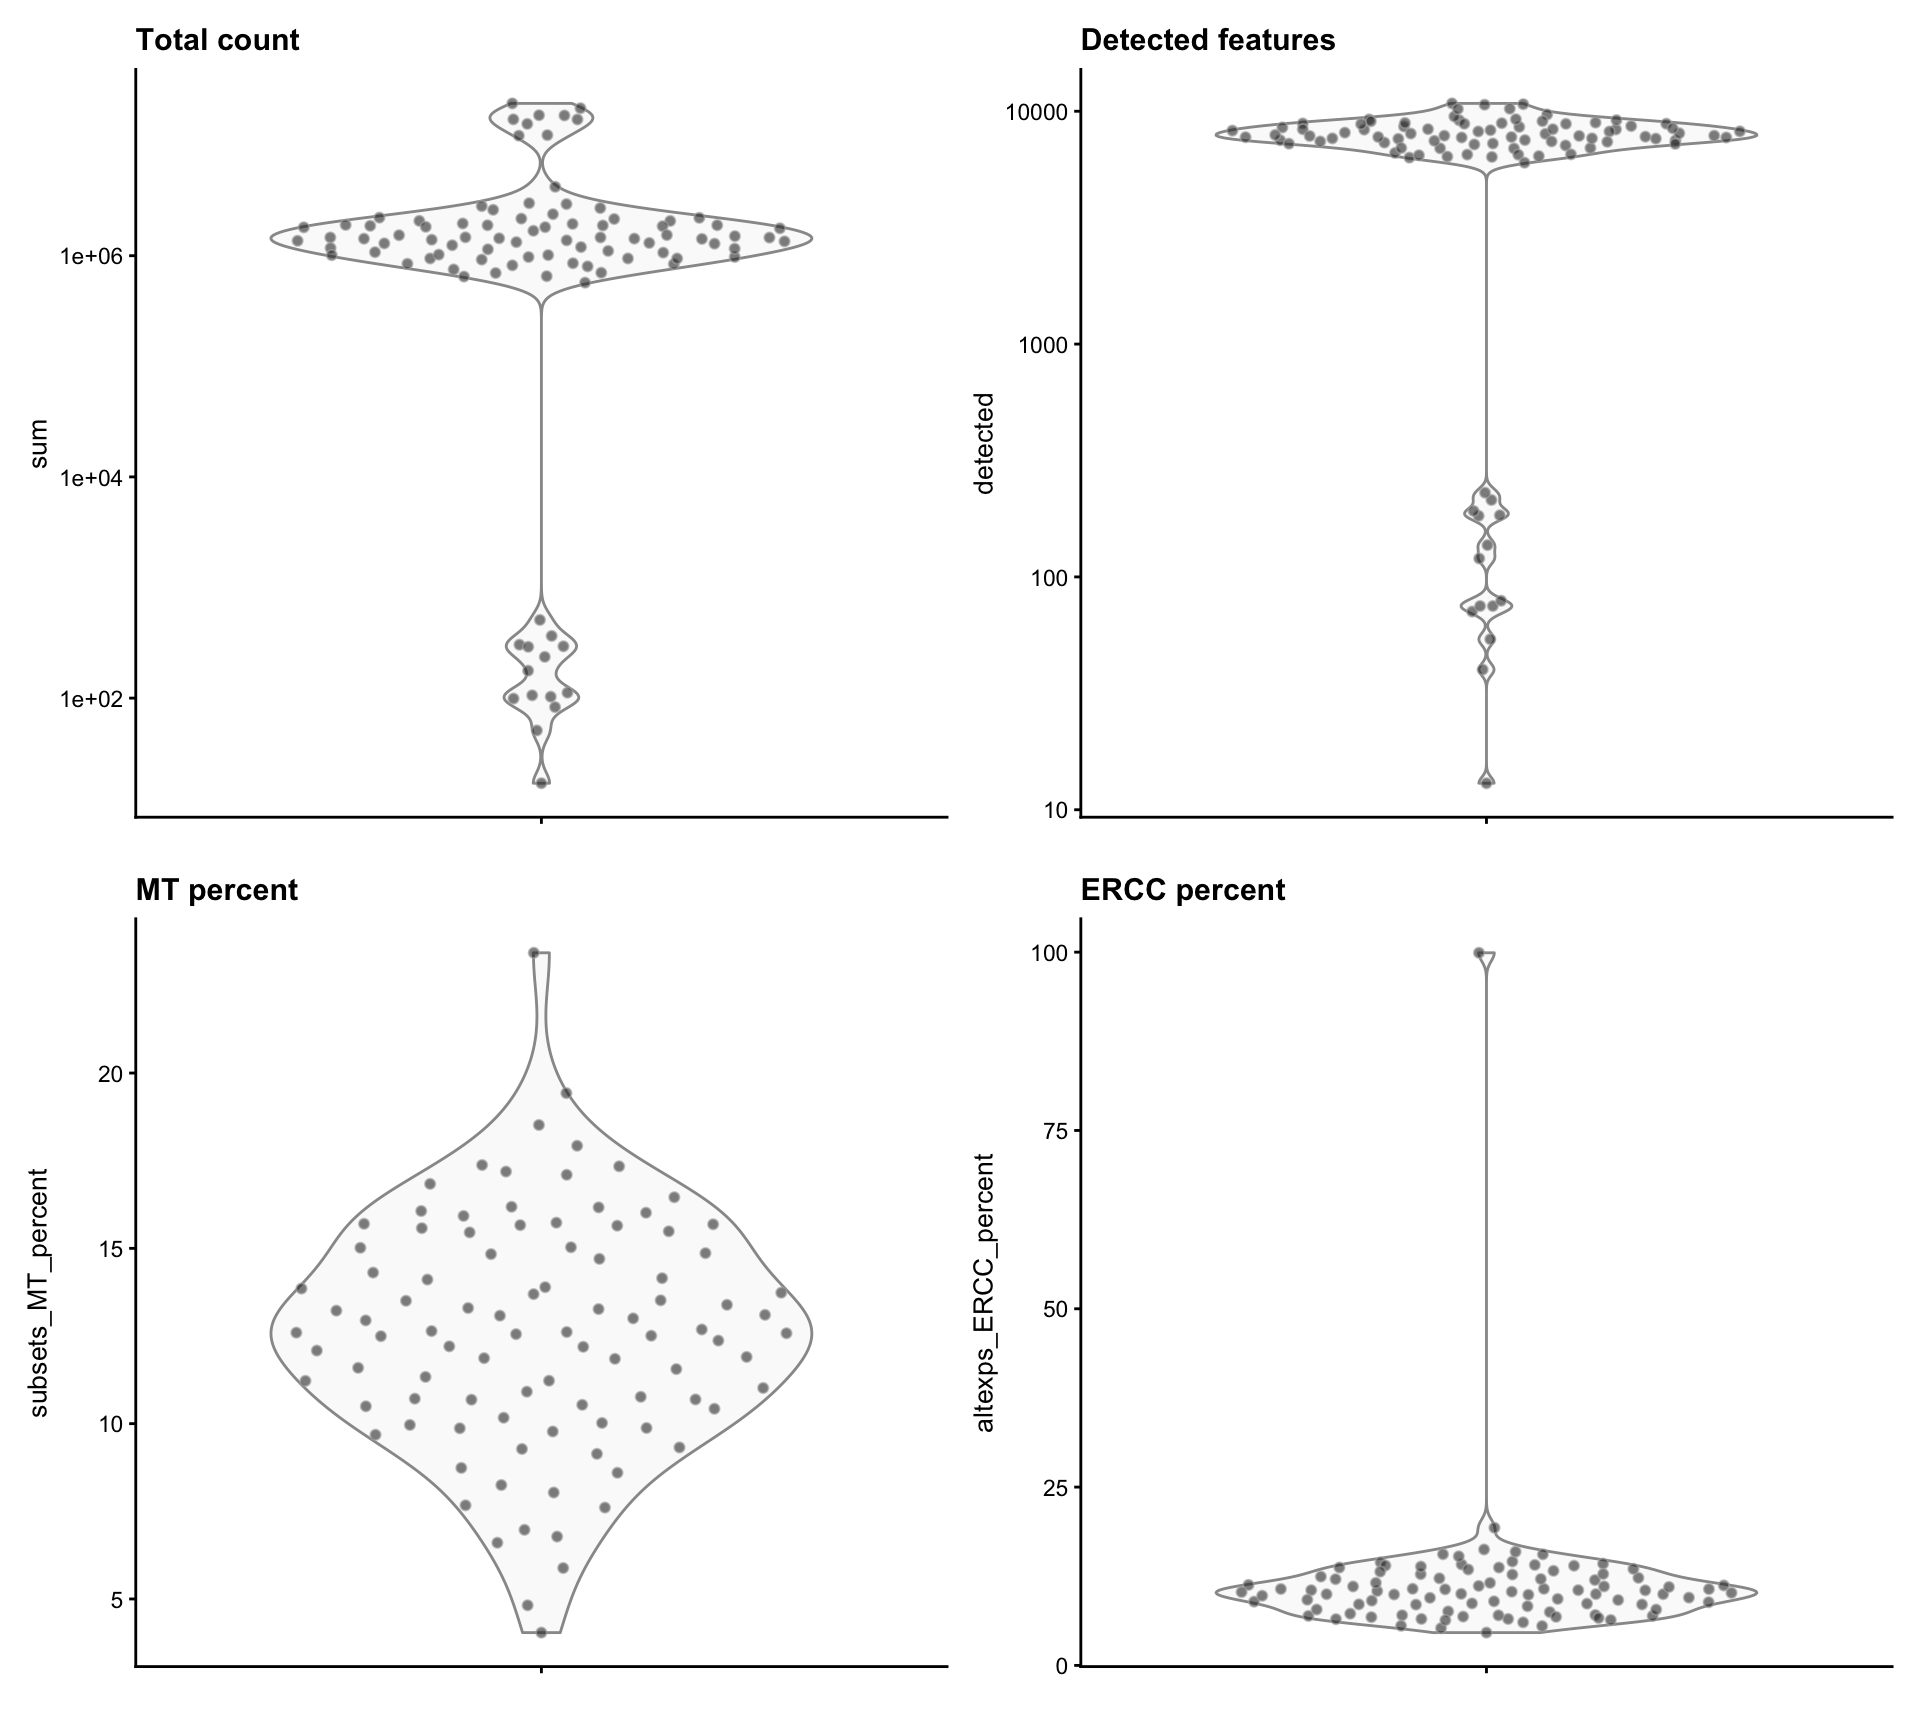 Total count
sum
1e+06
1e+04
1e+02
Detected features
detected
10000
1000
100
10
MT percent
subsets_MT_percent
20
15
10
5
ERCC percent
altexps_ERCC_percent
100
75
50
25
0